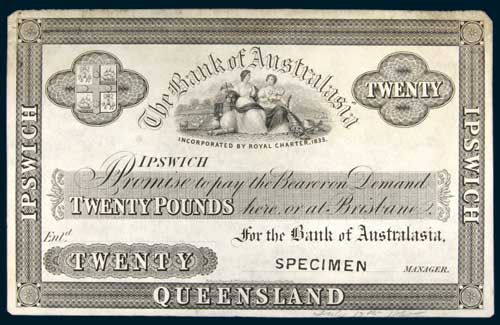 The Bank of Australasia
TWENTY
INCORPORATED BY ROYAL CHARTER, 1835.
IPSWICH
IPSWICH
IPSWICH
Promise to pay the Bearer on Demand
TWENTY POUNDS here, or at Brisbane.
Entd.
For the Bank of Australasia,
TWENTY
SPECIMEN
MANAGER.
QUEENSLAND